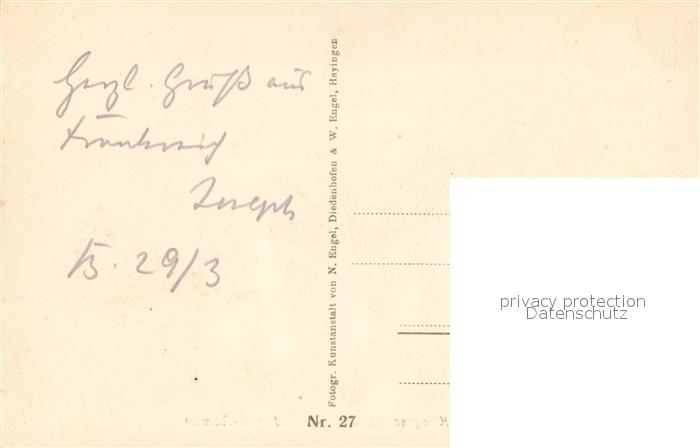 Herzl. Gruß aus
Frankreich
Joseph
29/3
Fotogr. Kunstanstalt von N. Engel, Diedenhofen & W. Engel, Hayingen
Nr. 27
privacy protection
Datenschutz